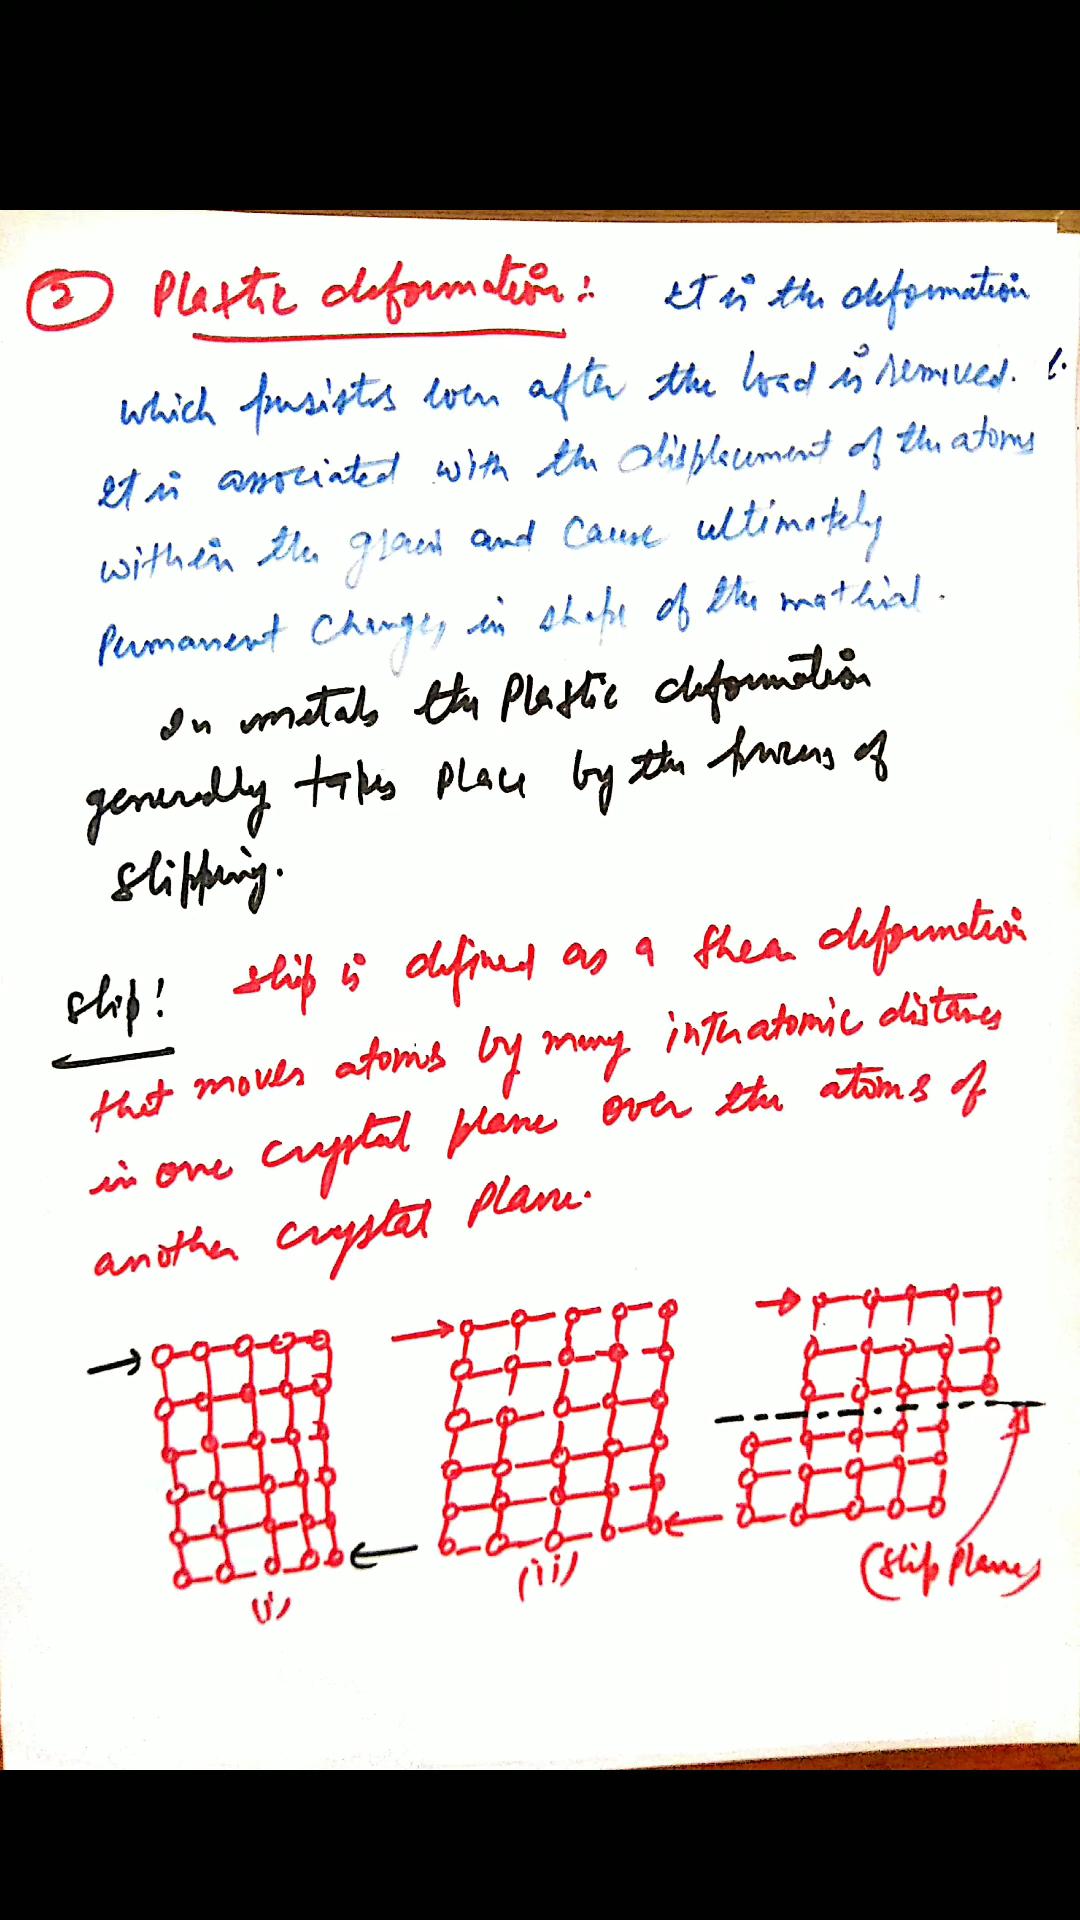 ② Plastic deformation :- It is the deformation
which persists even after the load is removed. (.
It is associated with the displacement of the atoms
within the grain and cause ultimately
Permanent changes in shape of the material.
In metals the Plastic deformation
generally takes place by the process of
slipping.
slip! slip is defined as a shear deformation
that moves atoms by many interatomic distances
in one crystal plane over the atoms of
another crystal plane.
(i) (ii) (slip plane)